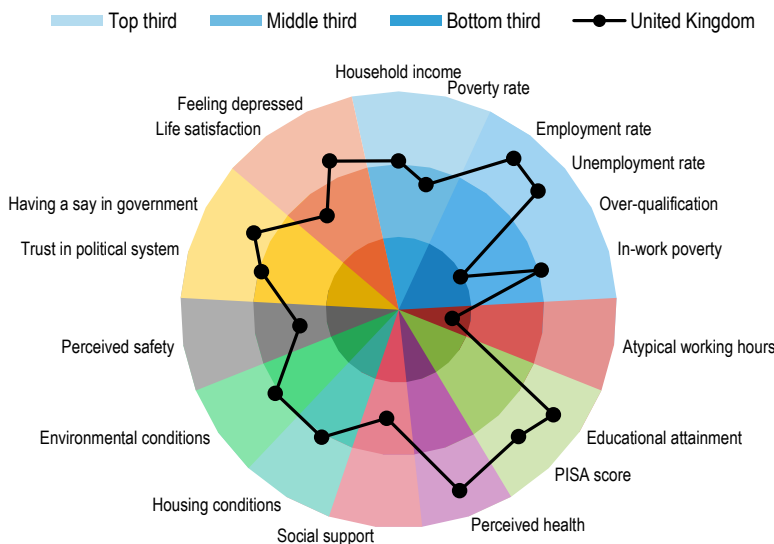 Top third
Middle third
Bottom third
United Kingdom
Household income
Poverty rate
Employment rate
Unemployment rate
Over-qualification
In-work poverty
Atypical working hours
Educational attainment
PISA score
Perceived health
Social support
Housing conditions
Environmental conditions
Perceived safety
Trust in political system
Having a say in government
Life satisfaction
Feeling depressed